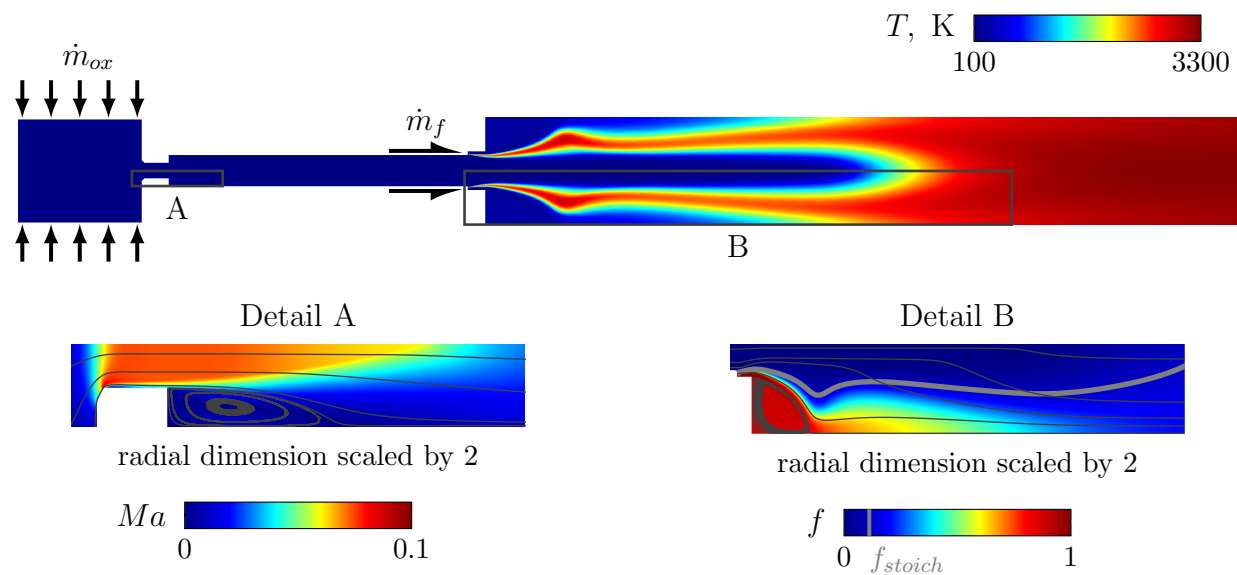 T, K
100 3300
ṁ_ox
ṁ_f
A
B
Detail A
Detail B
radial dimension scaled by 2
radial dimension scaled by 2
Ma
0 0.1
f
0 f_stoich 1